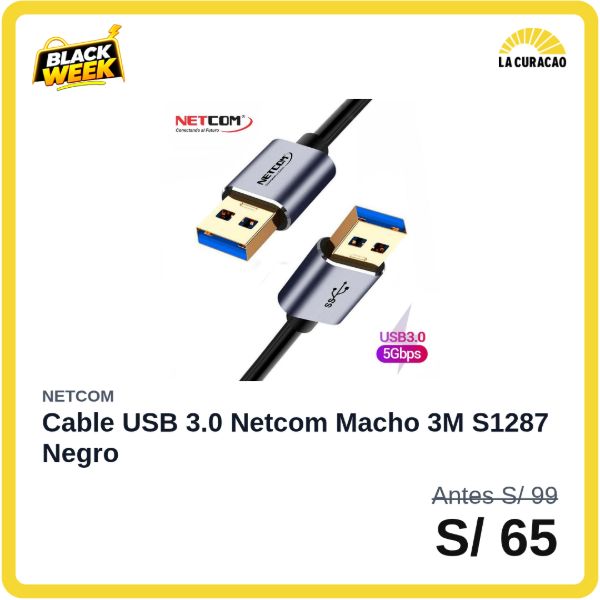 BLACK
WEEK
LA CURACAO
NETCOM®
Conectando al Futuro
NETCOM
SS
USB3.0
5Gbps
NETCOM
Cable USB 3.0 Netcom Macho 3M S1287
Negro
Antes S/ 99
S/ 65